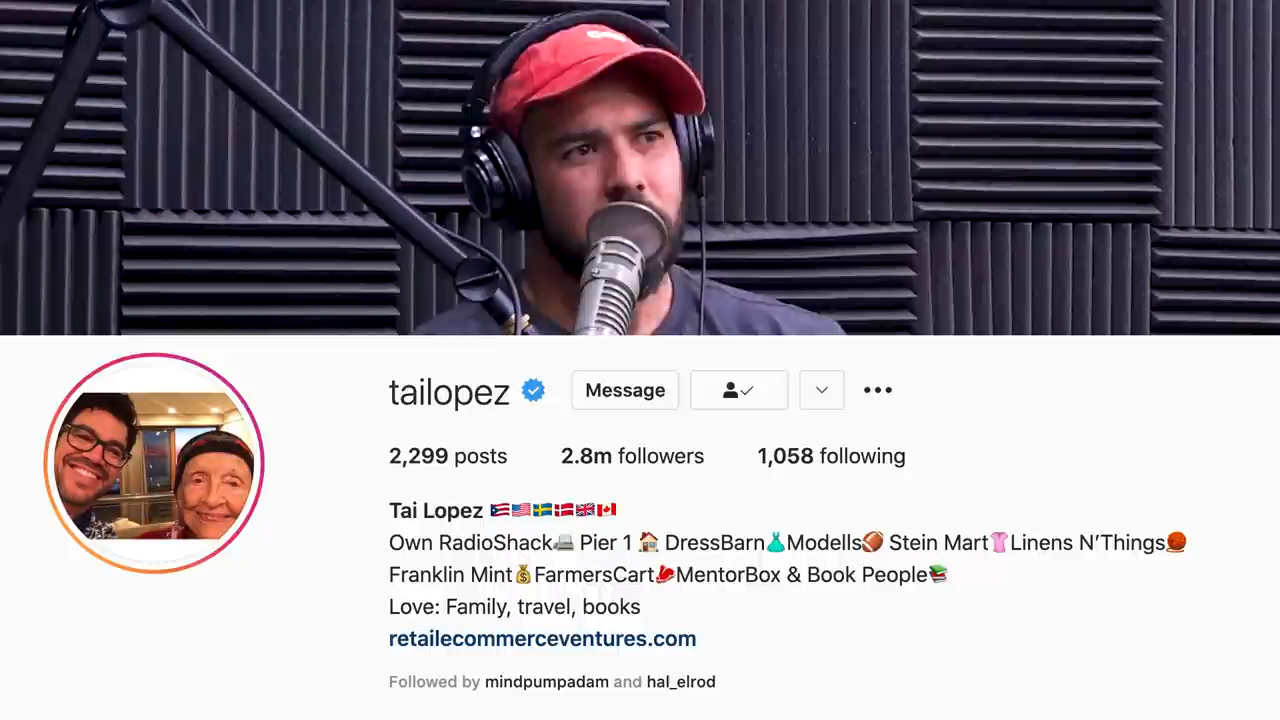 tailopez Message
2,299 posts 2.8m followers 1,058 following
Tai Lopez 🇵🇷🇺🇸🇸🇪🇩🇰🇬🇧🇨🇦
Own RadioShack📠 Pier 1 🏠 DressBarn👗Modells🏈 Stein Mart👚Linens N’Things🧶
Franklin Mint💰FarmersCart🥩MentorBox & Book People📚
Love: Family, travel, books
retailecommerceventures.com
Followed by mindpumpadam and hal_elrod